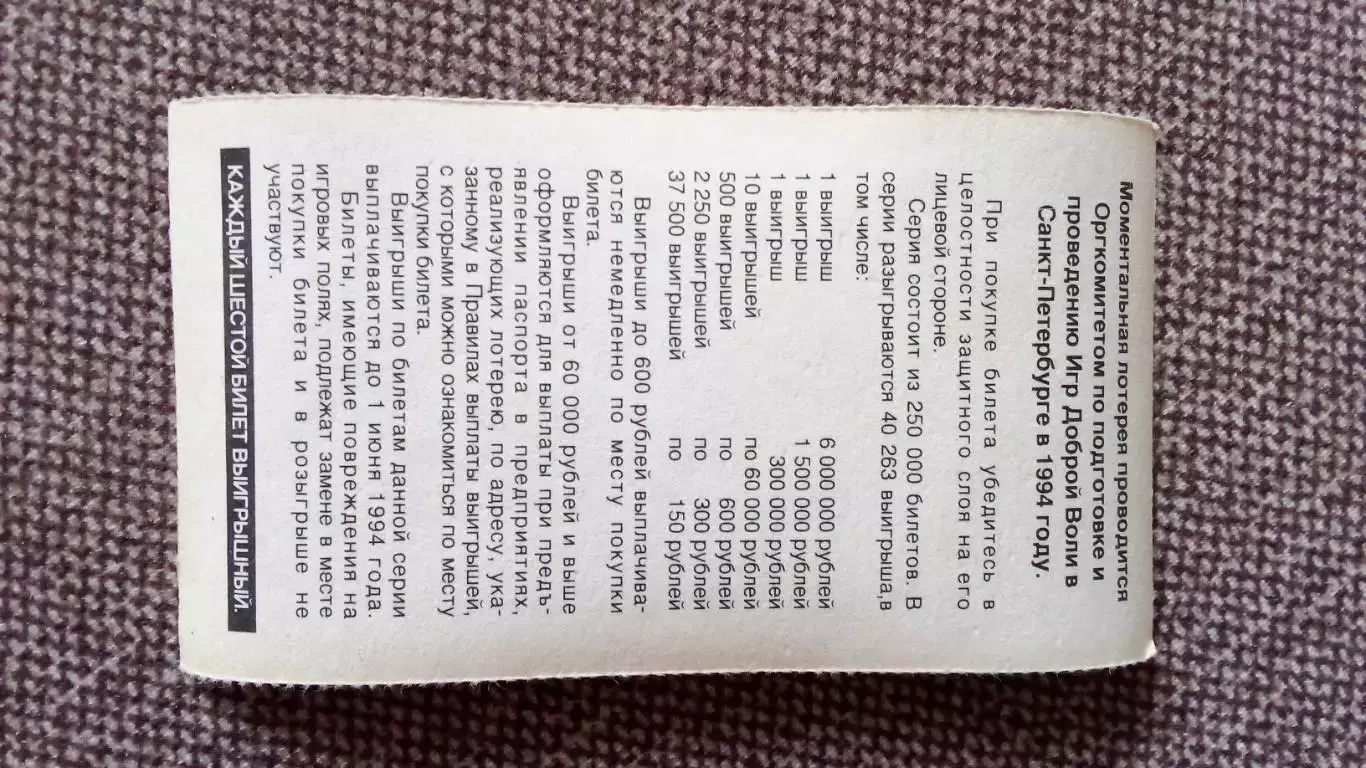 Моментальная лотерея проводится
Оргкомитетом по подготовке и
проведению Игр Доброй Воли в
Санкт-Петербурге в 1994 году.
При покупке билета убедитесь в
целостности защитного слоя на его
лицевой стороне.
Серия состоит из 250 000 билетов. В
серии разыгрываются 40 263 выигрыша,в
том числе:
1 выигрыш 6 000 000 рублей
1 выигрыш 1 500 000 рублей
1 выигрыш 300 000 рублей
10 выигрышей по 60 000 рублей
500 выигрышей по 600 рублей
2 250 выигрышей по 300 рублей
37 500 выигрышей по 150 рублей
Выигрыши до 600 рублей выплачива-
ются немедленно по месту покупки
билета.
Выигрыши от 60 000 рублей и выше
оформляются для выплаты при предъ-
явлении паспорта в предприятиях,
реализующих лотерею, по адресу, ука-
занному в Правилах выплаты выигрышей,
с которыми можно ознакомиться по месту
покупки билета.
Выигрыши по билетам данной серии
выплачиваются до 1 июня 1994 года.
Билеты, имеющие повреждения на
игровых полях, подлежат замене в месте
покупки билета и в розыгрыше не
участвуют.
КАЖДЫЙ ШЕСТОЙ БИЛЕТ ВЫИГРЫШНЫЙ.